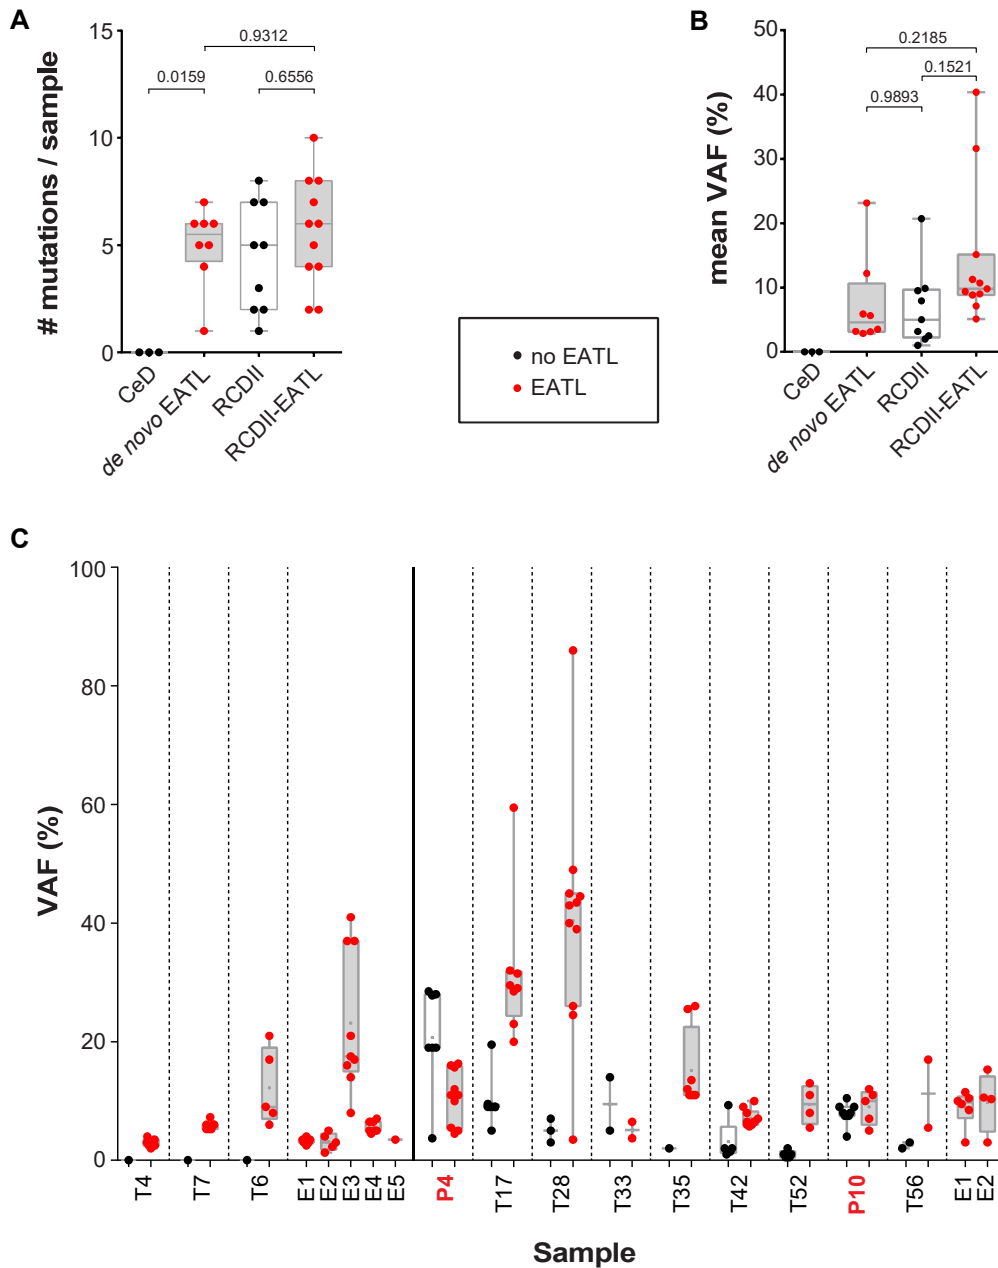 A
# mutations / sample
15
10
5
0
0.9312
0.0159
0.6556
CeD
de novo EATL
RCDII
RCDII-EATL
no EATL
EATL
B
mean VAF (%)
50
40
30
20
10
0
0.2185
0.1521
0.9893
CeD
de novo EATL
RCDII
RCDII-EATL
C
VAF (%)
100
80
60
40
20
0
T4
T7
T6
E1
E2
E3
E4
E5
P4
T17
T28
T33
T35
T42
T52
P10
T56
E1
E2
Sample